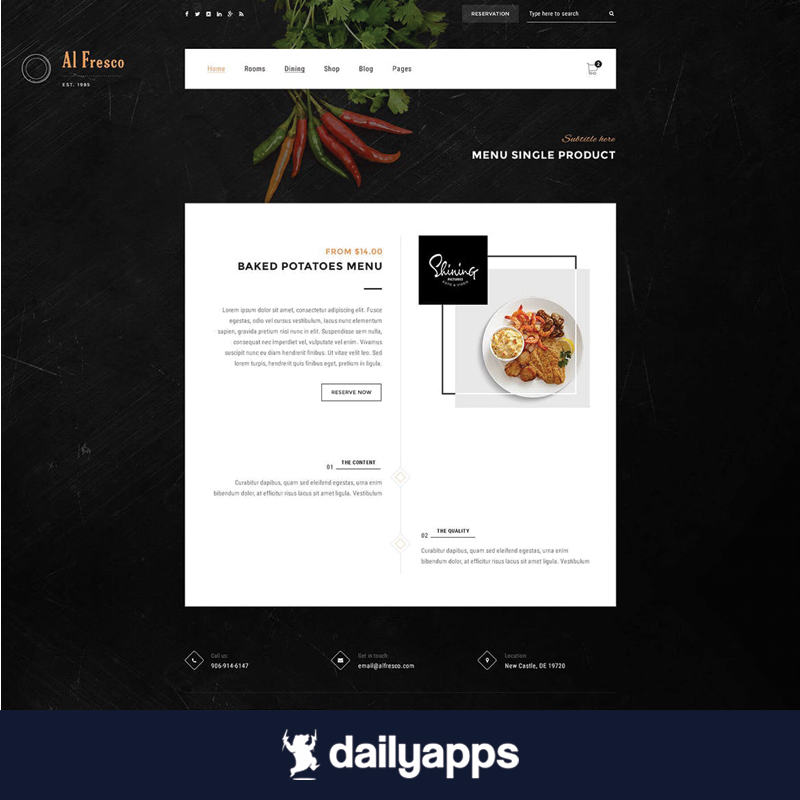 RESERVATION
Type here to search
Al Fresco
EST. 1985
Home Rooms Dining Shop Blog Pages
2
Subtitle here
MENU SINGLE PRODUCT
FROM $14.00
BAKED POTATOES MENU
Lorem ipsum dolor sit amet, consectetur adipiscing elit. Fusce
egestas, odio vel cursus vestibulum, lacus nunc elementum
sapien, gravida pretium nisl nunc in elit. Suspendisse sem nulla,
consequat nec imperdiet vel, vulputate vel enim. Vivamus
suscipit nunc eu diam hendrerit finibus. Ut vitae velit leo. Sed
lorem turpis, hendrerit quis finibus eget, pretium in ligula.
RESERVE NOW
Shining
PICTURES
FOTO & VIDEO
01 THE CONTENT
Curabitur dapibus, quam sed eleifend egestas, urna enim
bibendum dolor, at efficitur risus lacus sit amet ligula. Vestibulum
02 THE QUALITY
Curabitur dapibus, quam sed eleifend egestas, urna enim
bibendum dolor, at efficitur risus lacus sit amet ligula. Vestibulum
Call us:
906-914-6147
Get in touch:
email@alfresco.com
Location:
New Castle, DE 19720
dailyapps